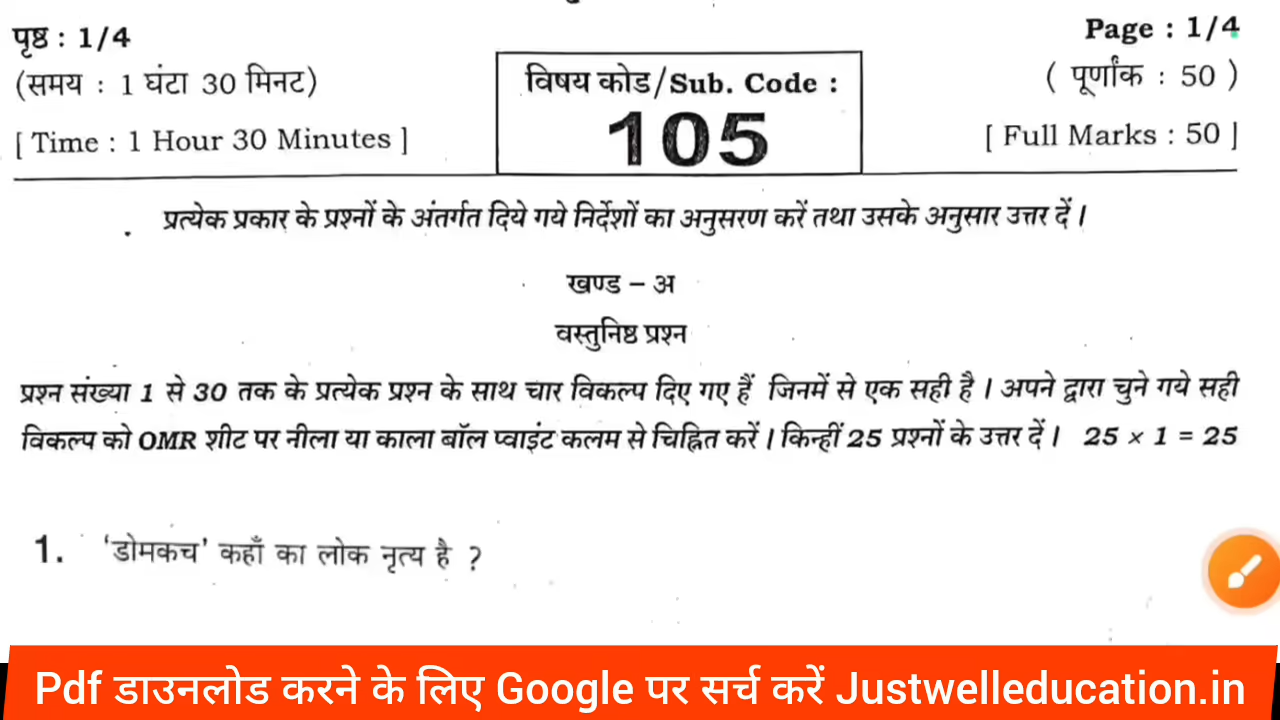 पृष्ठ : 1/4
Page : 1/4
(समय : 1 घंटा 30 मिनट)
विषय कोड/Sub. Code :
( पूर्णांक : 50 )
[ Time : 1 Hour 30 Minutes ]
105
[ Full Marks : 50 ]
प्रत्येक प्रकार के प्रश्नों के अंतर्गत दिये गये निर्देशों का अनुसरण करें तथा उसके अनुसार उत्तर दें ।
खण्ड – अ
वस्तुनिष्ठ प्रश्न
प्रश्न संख्या 1 से 30 तक के प्रत्येक प्रश्न के साथ चार विकल्प दिए गए हैं जिनमें से एक सही है । अपने द्वारा चुने गये सही
विकल्प को OMR शीट पर नीला या काला बॉल प्वाइंट कलम से चिह्नित करें । किन्हीं 25 प्रश्नों के उत्तर दें । 25 × 1 = 25
1. 'डोमकच' कहाँ का लोक नृत्य है ?
Pdf डाउनलोड करने के लिए Google पर सर्च करें Justwelleducation.in